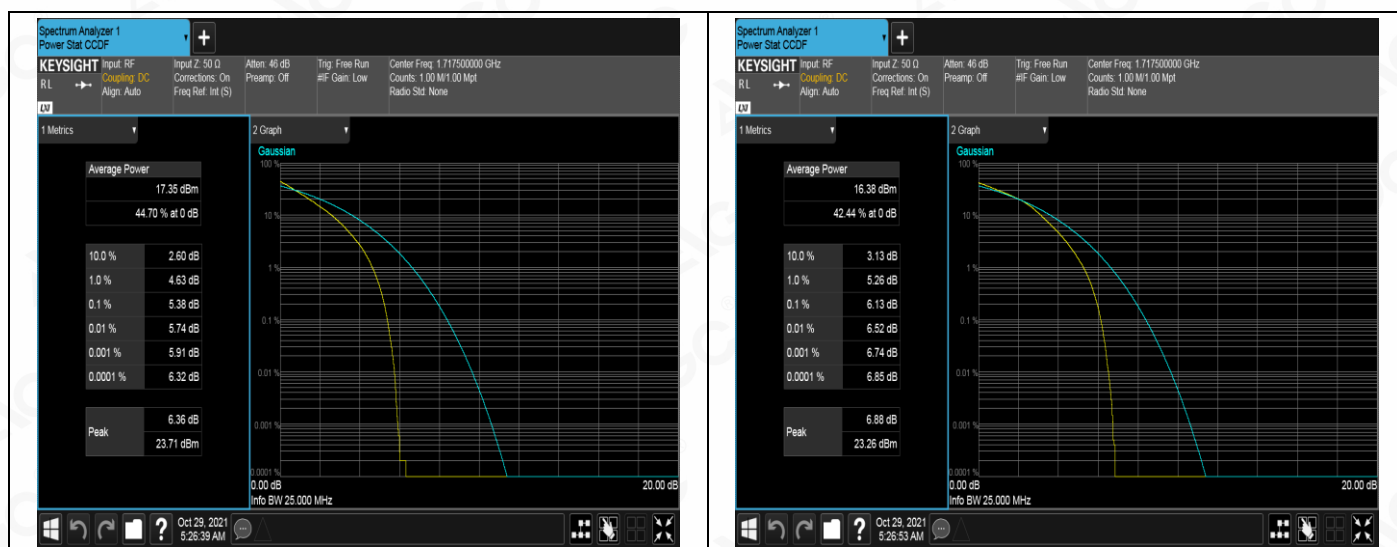 Spectrum Analyzer 1
Power Stat CCDF
KEYSIGHT Input: RF Input Z: 50 Ω Atten: 46 dB Trig: Free Run Center Freq: 1.717500000 GHz
RL Coupling: DC Corrections: On Preamp: Off #IF Gain: Low Counts: 1.00 M/1.00 Mpt
Align: Auto Freq Ref: Int (S) Radio Std: None
LXI
1 Metrics
Average Power
17.35 dBm
44.70 % at 0 dB
10.0 % 2.60 dB
1.0 % 4.63 dB
0.1 % 5.38 dB
0.01 % 5.74 dB
0.001 % 5.91 dB
0.0001 % 6.32 dB
Peak 6.36 dB
23.71 dBm
2 Graph
Gaussian
100 %
10 %
1 %
0.1 %
0.01 %
0.001 %
0.0001 %
0.00 dB 20.00 dB
Info BW 25.000 MHz
Oct 29, 2021
5:26:39 AM
Spectrum Analyzer 1
Power Stat CCDF
KEYSIGHT Input: RF Input Z: 50 Ω Atten: 46 dB Trig: Free Run Center Freq: 1.717500000 GHz
RL Coupling: DC Corrections: On Preamp: Off #IF Gain: Low Counts: 1.00 M/1.00 Mpt
Align: Auto Freq Ref: Int (S) Radio Std: None
LXI
1 Metrics
Average Power
16.38 dBm
42.44 % at 0 dB
10.0 % 3.13 dB
1.0 % 5.26 dB
0.1 % 6.13 dB
0.01 % 6.52 dB
0.001 % 6.74 dB
0.0001 % 6.85 dB
Peak 6.88 dB
23.26 dBm
2 Graph
Gaussian
100 %
10 %
1 %
0.1 %
0.01 %
0.001 %
0.0001 %
0.00 dB 20.00 dB
Info BW 25.000 MHz
Oct 29, 2021
5:26:53 AM